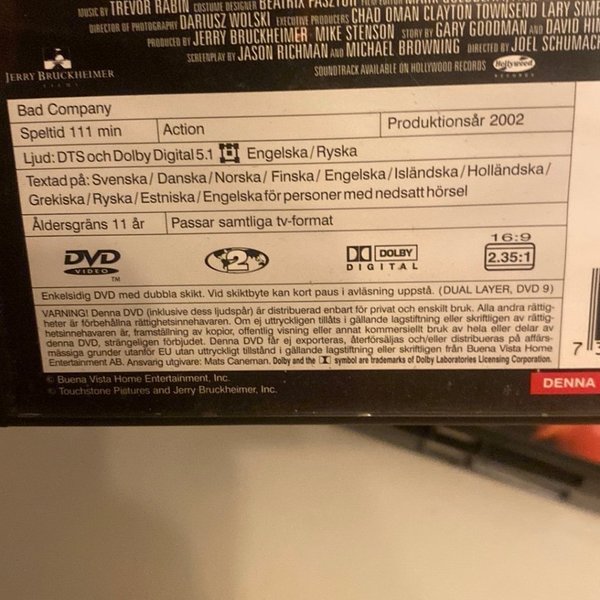 MUSIC BY TREVOR RABIN COSTUME DESIGNER BEATRIX
DIRECTOR OF PHOTOGRAPHY DARIUSZ WOLSKI EXECUTIVE PRODUCERS CHAD OMAN CLAYTON TOWNSEND LARY
PRODUCED BY JERRY BRUCKHEIMER MIKE STENSON STORY BY GARY GOODMAN AND DAVID
SCREENPLAY BY JASON RICHMAN AND MICHAEL BROWNING DIRECTED BY JOEL
SOUNDTRACK AVAILABLE ON HOLLYWOOD RECORDS Hollywood RECORDS
JERRY BRUCKHEIMER
FILMS
Bad Company
Speltid 111 min Action Produktionsår 2002
Ljud: DTS och Dolby Digital 5.1 Engelska/Ryska
Textad på: Svenska/Danska/Norska/ Finska/ Engelska/Isländska/Holländska/
Grekiska/Ryska/Estniska/Engelska för personer med nedsatt hörsel
Åldersgräns 11 år Passar samtliga tv-format
DVD VIDEO TM 2 DOLBY DIGITAL 16:9 2.35:1
Enkelsidig DVD med dubbla skikt. Vid skiktbyte kan kort paus i avläsning uppstå. (DUAL LAYER, DVD 9)
VARNING! Denna DVD (inklusive dess ljudspår) är distribuerad enbart för privat och enskilt bruk. Alla andra rättig-
heter är förbehållna rättighetsinnehavaren. Om ej uttryckligen tillåts i gällande lagstiftning eller skriftligen av rättig-
hetsinnehavaren är, framställning av kopior, offentlig visning eller annat kommersiellt bruk av hela eller delar av
denna DVD, strängeligen förbjudet. Denna DVD får ej exporteras, återförsäljas och/eller distribueras på affärs-
mässiga grunder utanför EU utan uttryckligt tillstånd i gällande lagstiftning eller skriftligen från Buena Vista Home
Entertainment AB. Ansvarig utgivare: Mats Caneman. Dolby and the symbol are trademarks of Dolby Laboratories Licensing Corporation.
© Buena Vista Home Entertainment, Inc.
© Touchstone Pictures and Jerry Bruckheimer, Inc.
7
DENNA